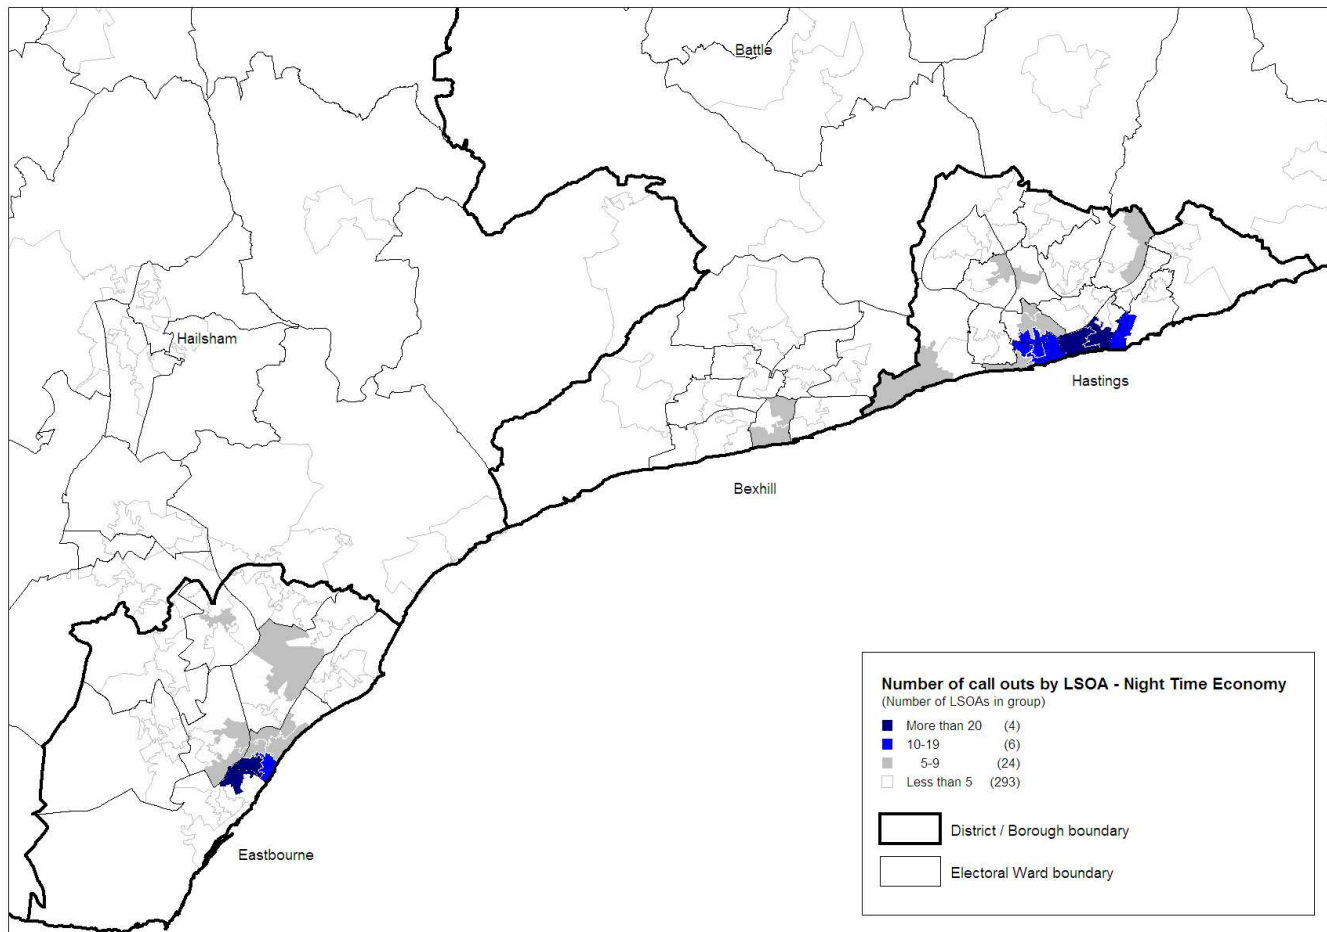 Battle
Hailsham
Hastings
Bexhill
Eastbourne
Number of call outs by LSOA - Night Time Economy
(Number of LSOAs in group)
More than 20 (4)
10-19 (6)
5-9 (24)
Less than 5 (293)
District / Borough boundary
Electoral Ward boundary